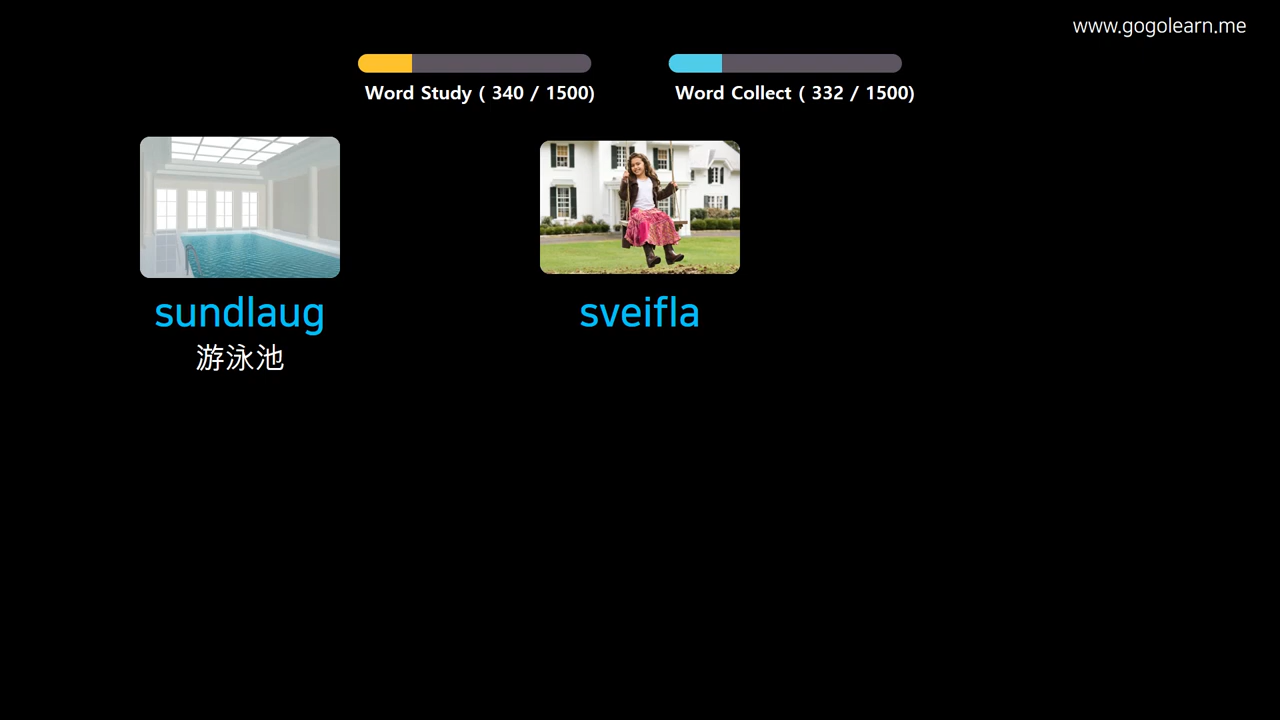 www.gogolearn.me
Word Study ( 340 / 1500)
Word Collect ( 332 / 1500)
sundlaug
游泳池
sveifla